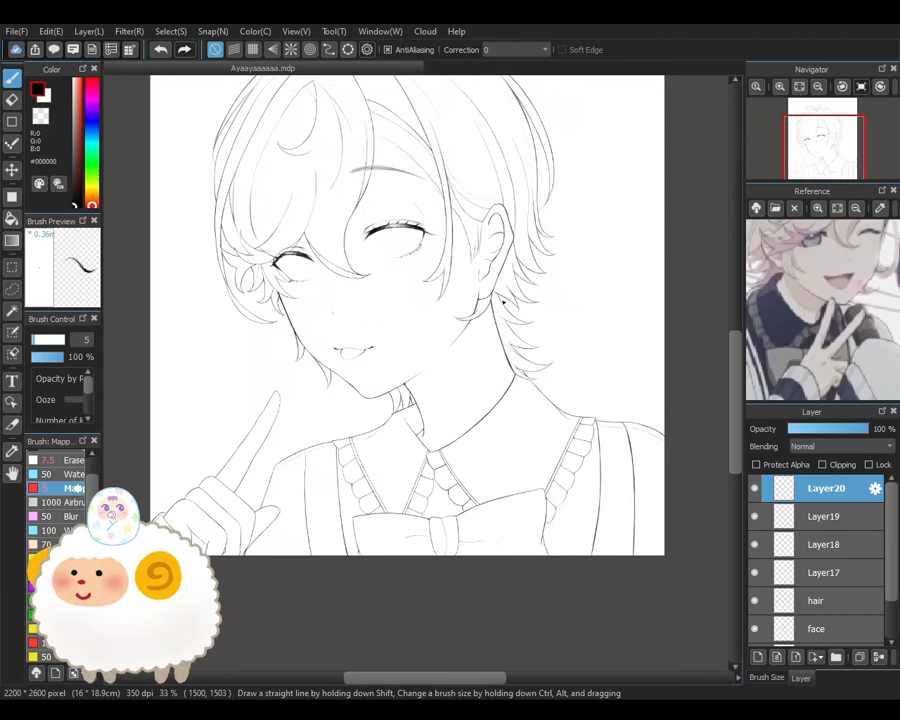 File(F) Edit(E) Layer(L) Filter(R) Select(S) Snap(N) Color(C) View(V) Tool(T) Window(W) Cloud Help
AntiAliasing Correction 0 Soft Edge
Color
Ayaayaaaaaa.mdp
Navigator
R:0
G:0
B:0
#000000
Reference
Brush Preview
* 0.36m
Brush Control
5
100 %
Opacity by P
Ooze
Number of
Layer
Opacity 100 %
Blending Normal
Protect Alpha Clipping Lock
Brush: Mapp...
7.5 Erase
50 Wate
5
1000 Airbr
50 Blur
100 W
70
50
Layer20
Layer19
Layer18
Layer17
hair
face
Brush Size Layer
2200 * 2600 pixel (16 * 18.9cm) 350 dpi 33 % ( 1500, 1503 ) Draw a straight line by holding down Shift, Change a brush size by holding down Ctrl, Alt, and dragging